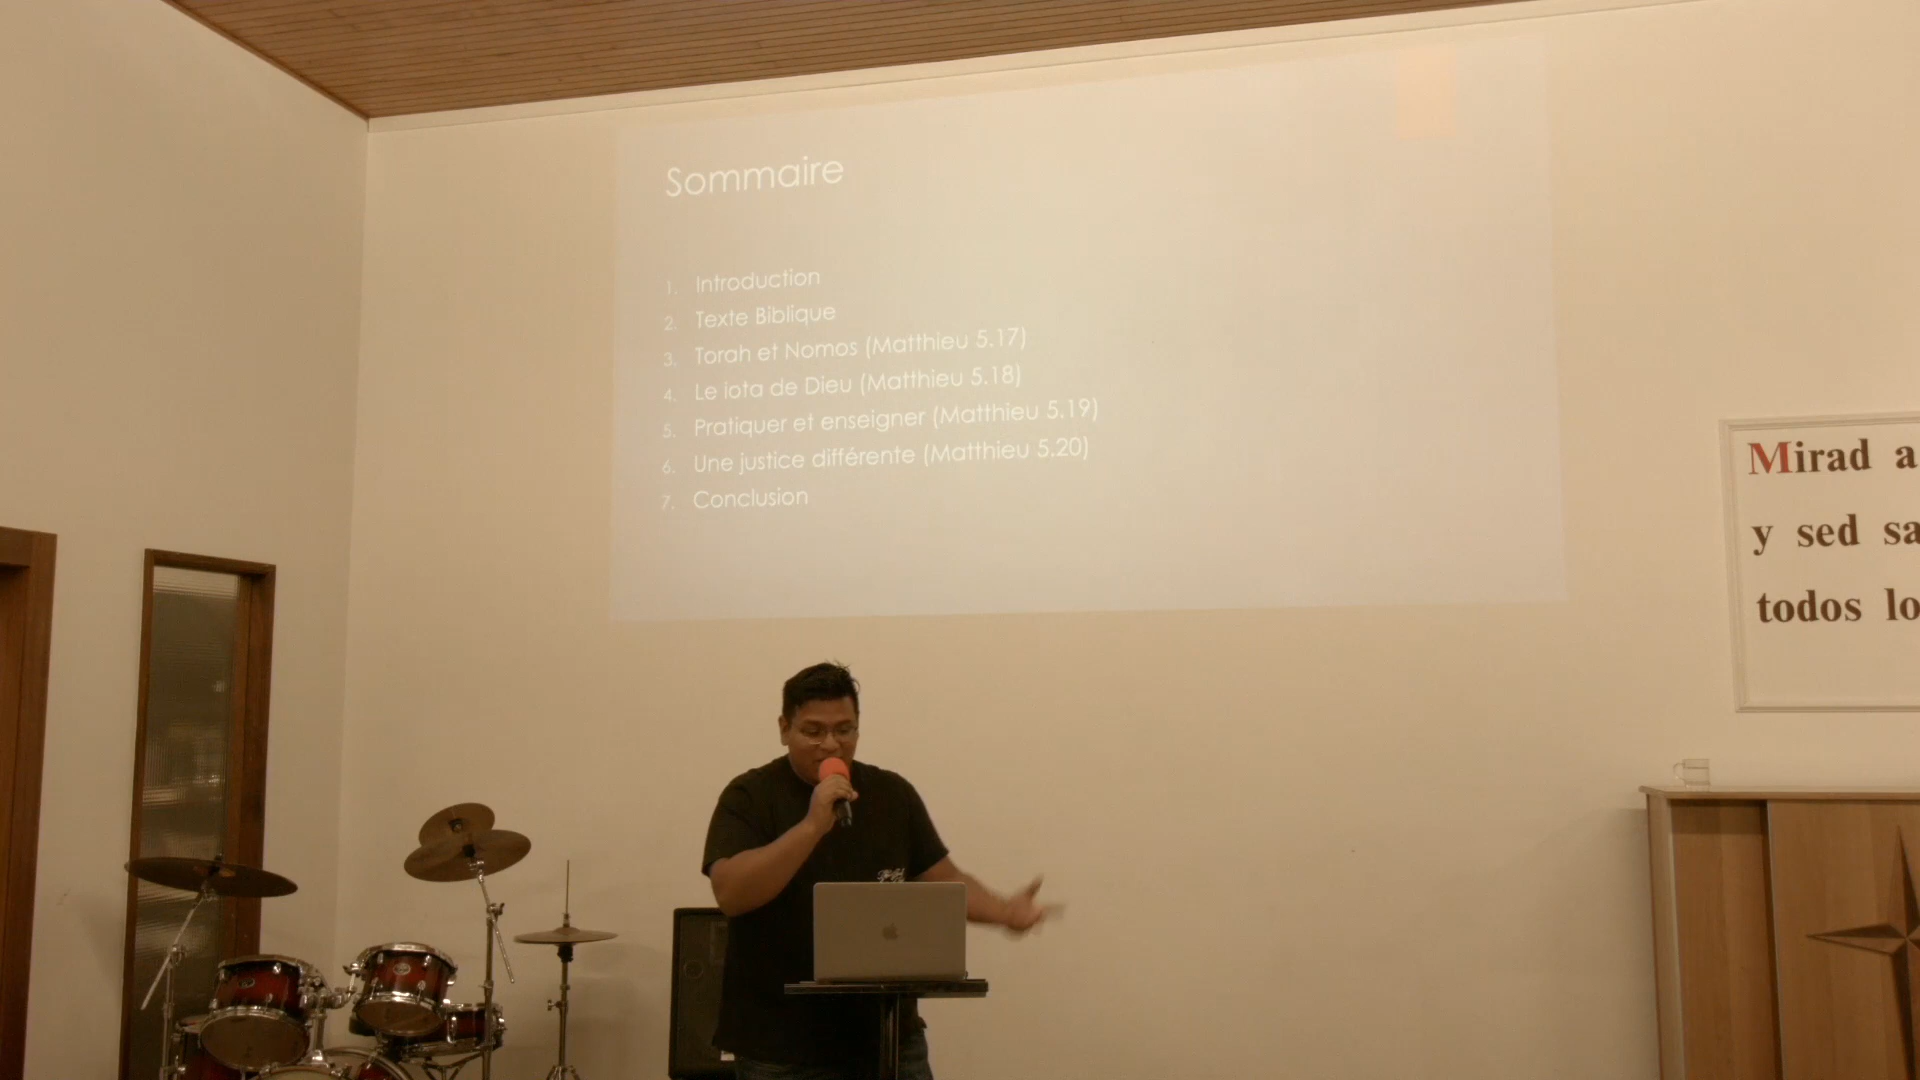 Sommaire
1. Introduction
2. Texte Biblique
3. Torah et Nomos (Matthieu 5.17)
4. Le iota de Dieu (Matthieu 5.18)
5. Pratiquer et enseigner (Matthieu 5.19)
6. Une justice différente (Matthieu 5.20)
7. Conclusion
Mirad a
y sed sa
todos lo